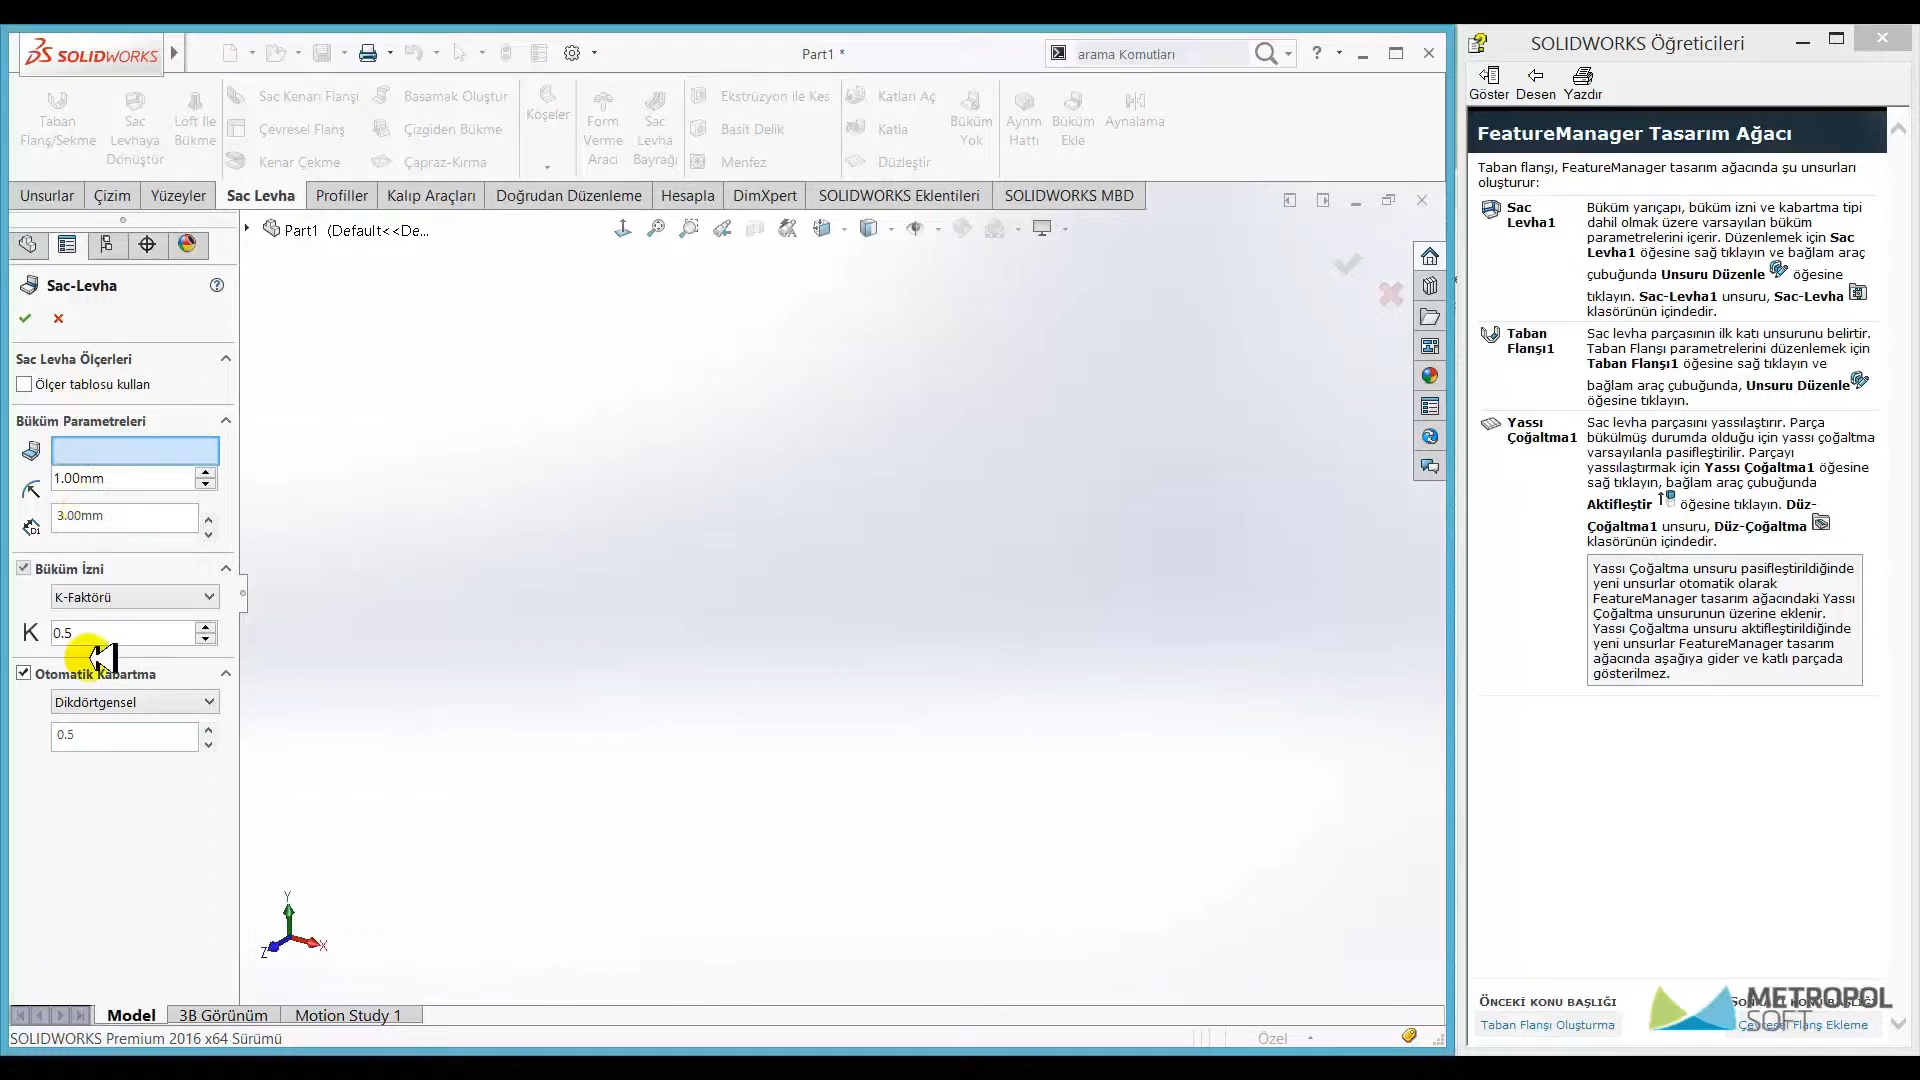 SOLIDWORKS
Part1 *
arama Komutları
Taban
Flanş/Sekme
Sac
Levhaya
Dönüştür
Loft İle
Bükme
Sac Kenarı Flanşı
Çevresel Flanş
Kenar Çekme
Basamak Oluştur
Çizgiden Bükme
Çapraz-Kırma
Köşeler
Form
Verme
Aracı
Sac
Levha
Bayrağı
Ekstrüzyon ile Kes
Basit Delik
Menfez
Katları Aç
Katla
Düzleştir
Büküm
Yok
Ayrım
Hattı
Büküm
Ekle
Aynalama
Unsurlar
Çizim
Yüzeyler
Sac Levha
Profiller
Kalıp Araçları
Doğrudan Düzenleme
Hesapla
DimXpert
SOLIDWORKS Eklentileri
SOLIDWORKS MBD
Part1 (Default<<De...
Sac-Levha
Sac Levha Ölçerleri
Ölçer tablosu kullan
Büküm Parametreleri
1.00mm
3.00mm
Büküm İzni
K-Faktörü
K 0.5
Otomatik Kabartma
Dikdörtgensel
0.5
Y
Z
X
Model
3B Görünüm
Motion Study 1
SOLIDWORKS Premium 2016 x64 Sürümü
Özel
SOLIDWORKS Öğreticileri
Göster
Desen
Yazdır
FeatureManager Tasarım Ağacı
Taban flanşı, FeatureManager tasarım ağacında şu unsurları
oluşturur:
Sac
Levha1
Büküm yarıçapı, büküm izni ve kabartma tipi
dahil olmak üzere varsayılan büküm
parametrelerini içerir. Düzenlemek için Sac
Levha1 öğesine sağ tıklayın ve bağlam araç
çubuğunda Unsuru Düzenle öğesine
tıklayın. Sac-Levha1 unsuru, Sac-Levha
klasörünün içindedir.
Taban
Flanşı1
Sac levha parçasının ilk katı unsurunu belirtir.
Taban Flanşı parametrelerini düzenlemek için
Taban Flanşı1 öğesine sağ tıklayın ve
bağlam araç çubuğunda, Unsuru Düzenle
öğesine tıklayın.
Yassı
Çoğaltma1
Sac levha parçasını yassılaştırır. Parça
bükülmüş durumda olduğu için yassı çoğaltma
varsayılanla pasifleştirilir. Parçayı
yassılaştırmak için Yassı Çoğaltma1 öğesine
sağ tıklayın, bağlam araç çubuğunda
Aktifleştir öğesine tıklayın. Düz-
Çoğaltma1 unsuru, Düz-Çoğaltma
klasörünün içindedir.
Yassı Çoğaltma unsuru pasifleştirildiğinde
yeni unsurlar otomatik olarak
FeatureManager tasarım ağacındaki Yassı
Çoğaltma unsurunun üzerine eklenir.
Yassı Çoğaltma unsuru aktifleştirildiğinde
yeni unsurlar FeatureManager tasarım
ağacında aşağıya gider ve katlı parçada
gösterilmez.
ÖNCEKİ KONU BAŞLIĞI
Taban Flanşı Oluşturma
SONRAKİ KONU BAŞLIĞI
Çevresel Flanş Ekleme
METROPOL
SOFT